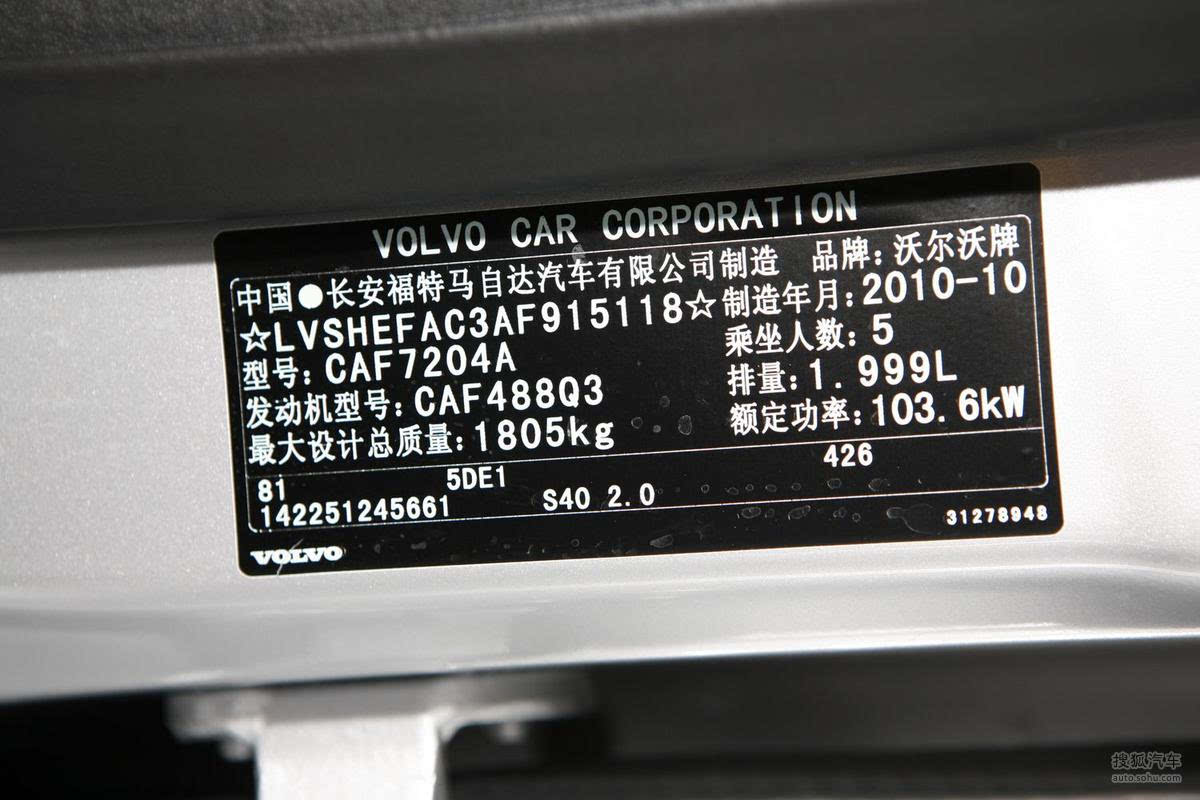 VOLVO CAR CORPORATION
中国●长安福特马自达汽车有限公司制造 品牌:沃尔沃牌
☆LVSHEFAC3AF915118☆ 制造年月:2010-10
型号:CAF7204A 乘坐人数:5
发动机型号:CAF488Q3 排量:1.999L
最大设计总质量:1805kg 额定功率:103.6kW
81 5DE1 426
142251245661 S40 2.0
31278948
VOLVO
搜狐汽车
auto.sohu.com